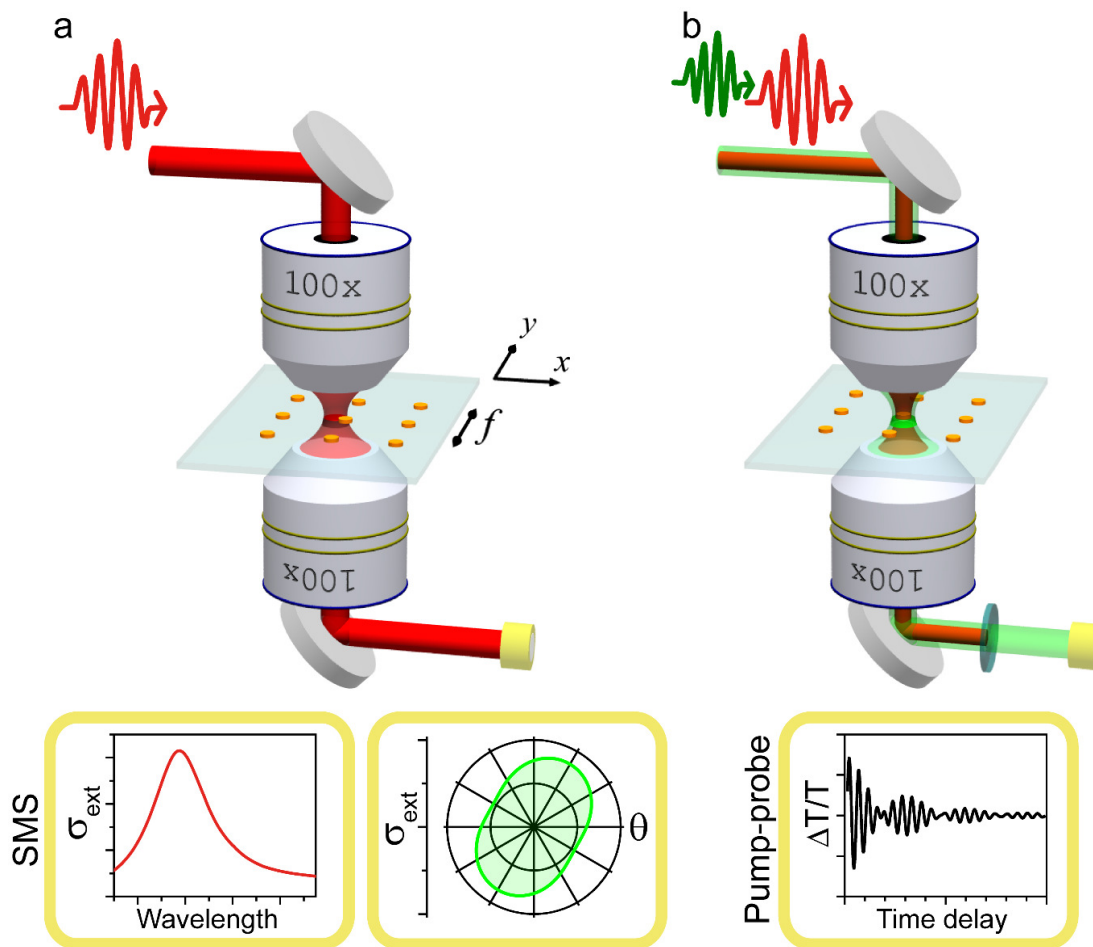 a
b
100x
100x
y
x
f
100x
100x
SMS
σext
Wavelength
σext
θ
Pump-probe
ΔT/T
Time delay